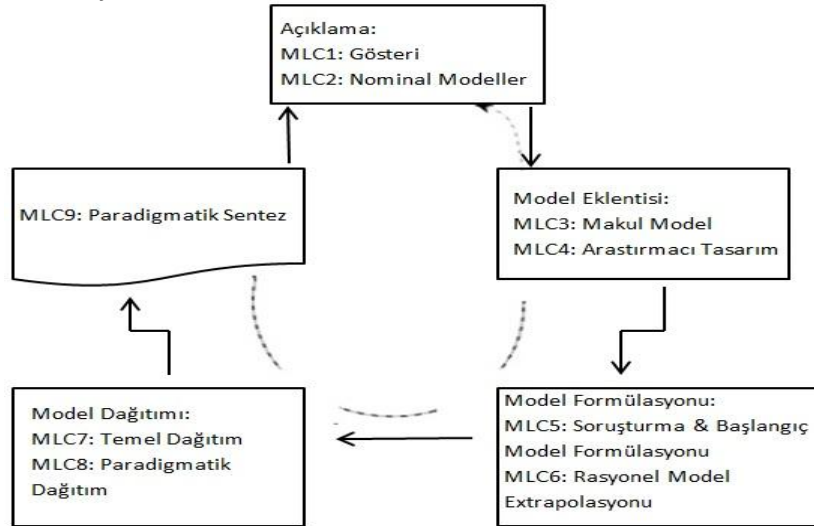 Açıklama:
MLC1: Gösteri
MLC2: Nominal Modeller
MLC9: Paradigmatik Sentez
Model Eklentisi:
MLC3: Makul Model
MLC4: Arastırmacı Tasarım
Model Dağıtımı:
MLC7: Temel Dağıtım
MLC8: Paradigmatik
Dağıtım
Model Formülasyonu:
MLC5: Soruşturma & Başlangıç
Model Formülasyonu
MLC6: Rasyonel Model
Extrapolasyonu